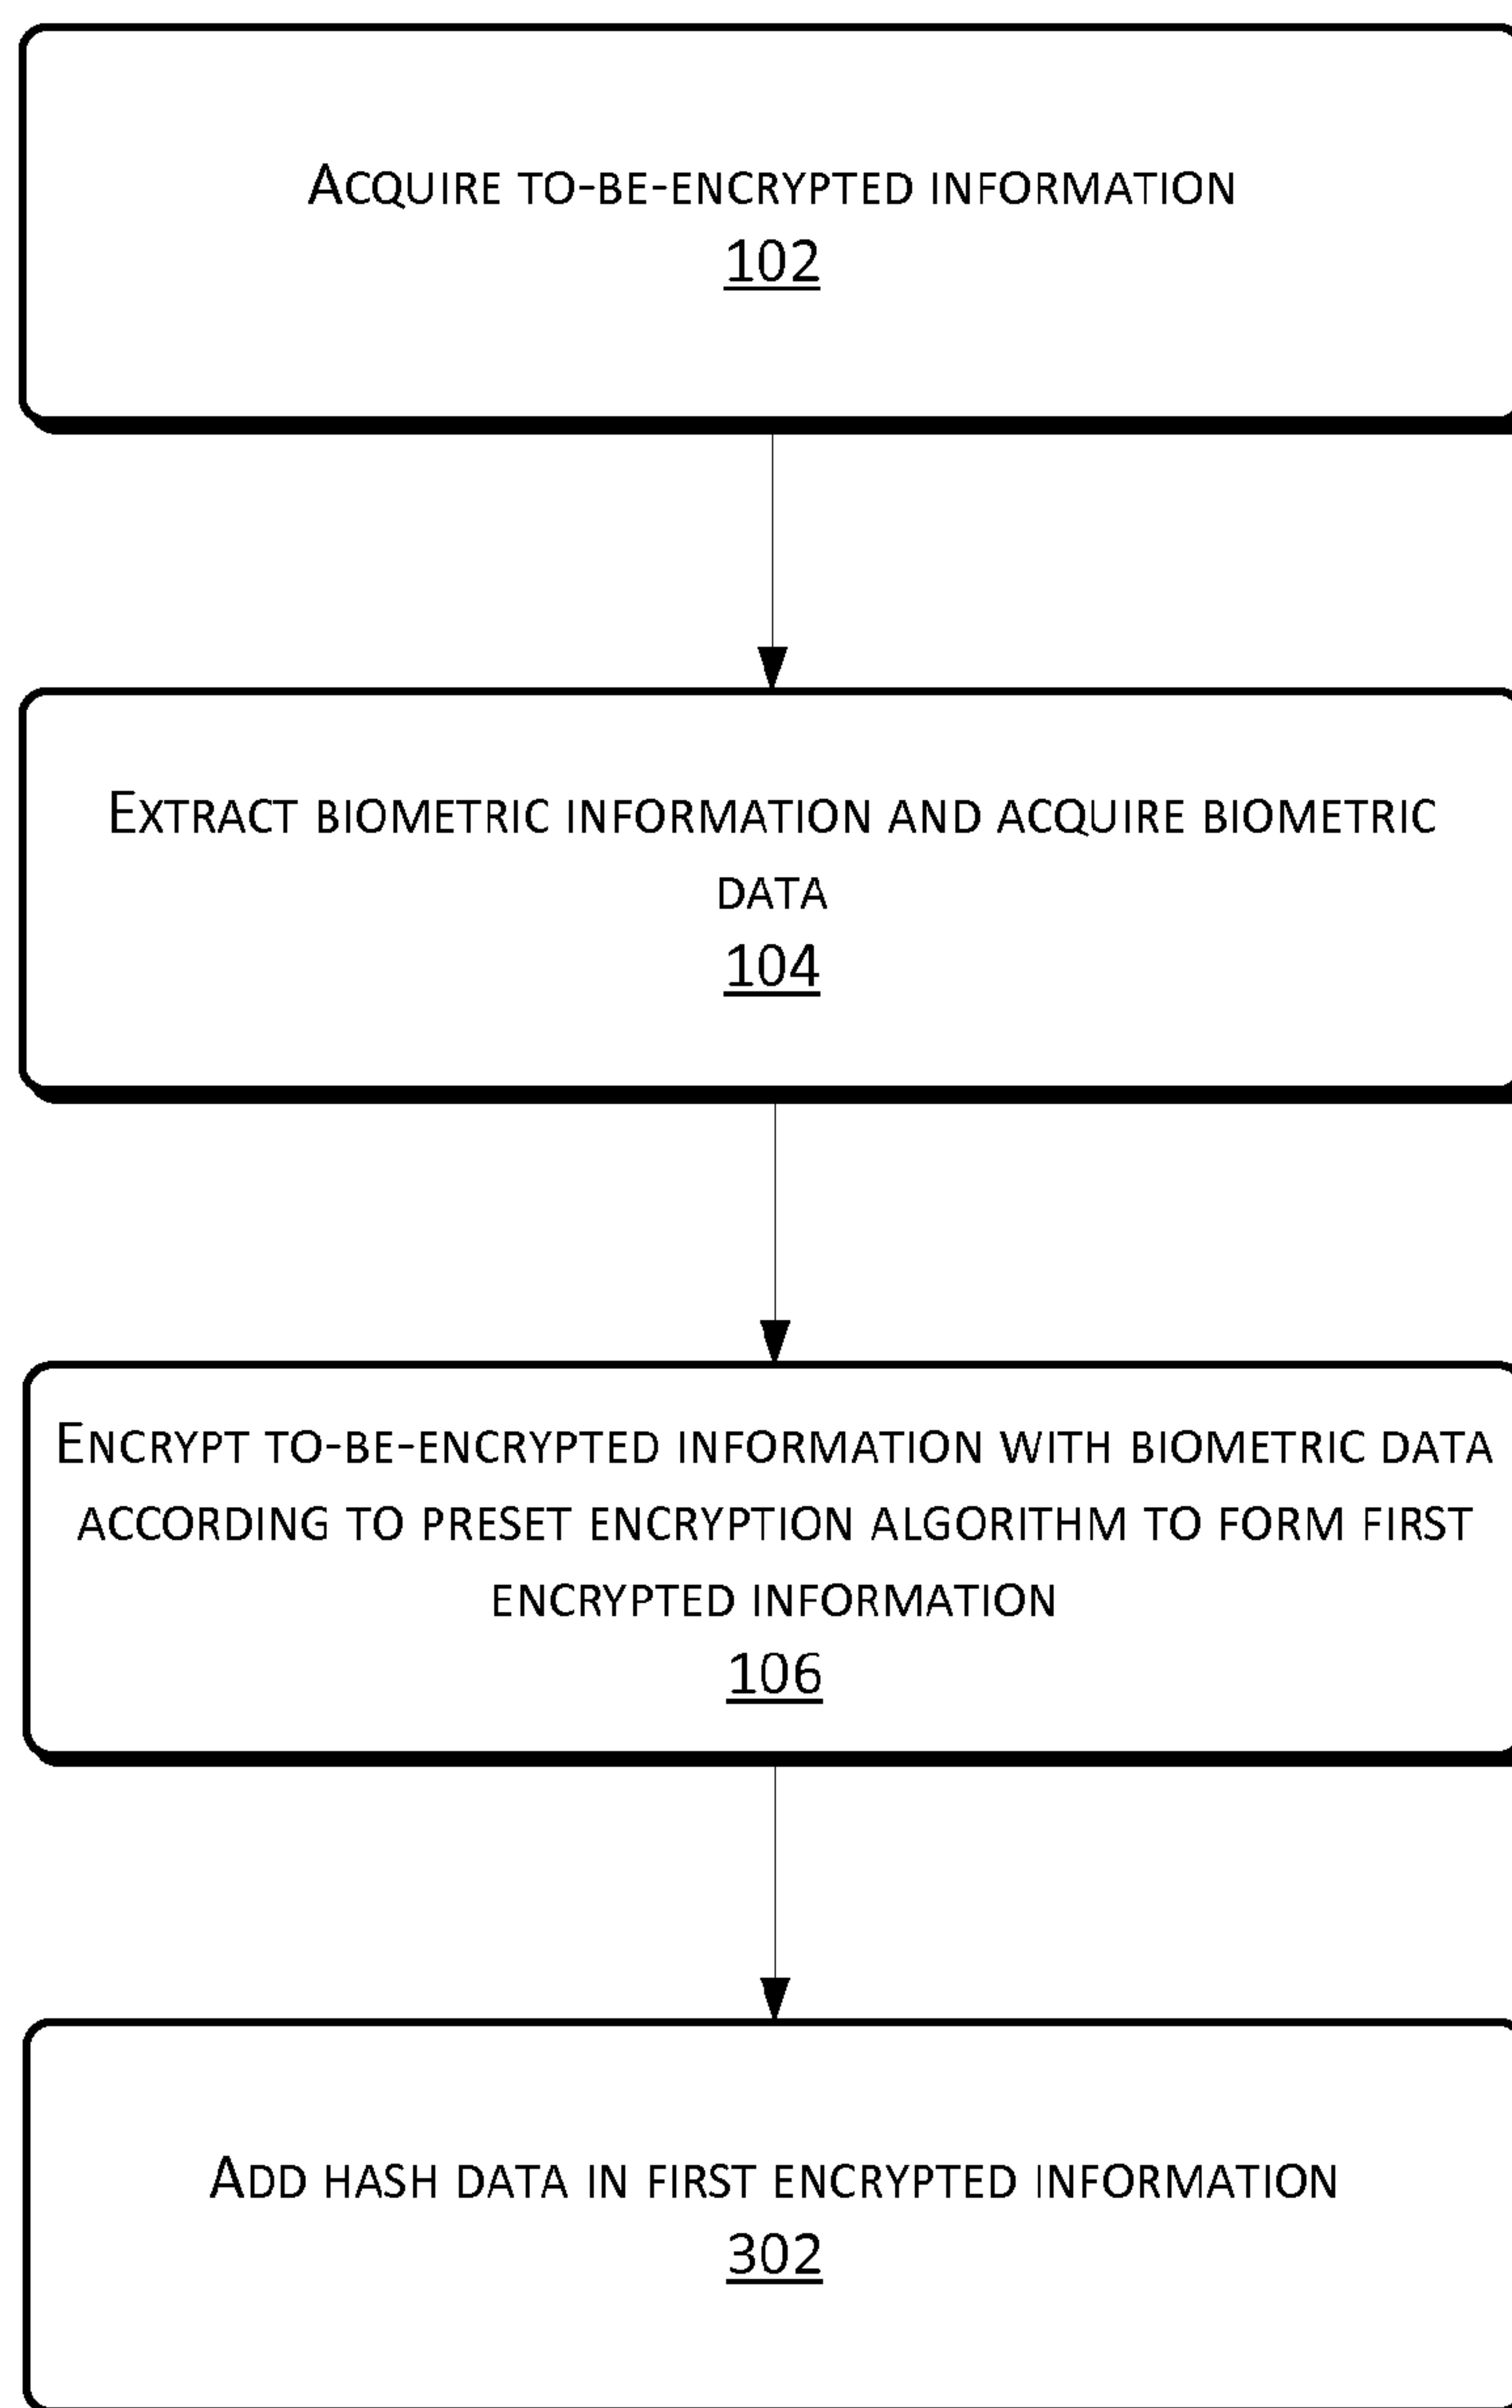 Acquire to-be-encrypted information
102
Extract biometric information and acquire biometric
data
104
Encrypt to-be-encrypted information with biometric data
according to preset encryption algorithm to form first
encrypted information
106
Add hash data in first encrypted information
302